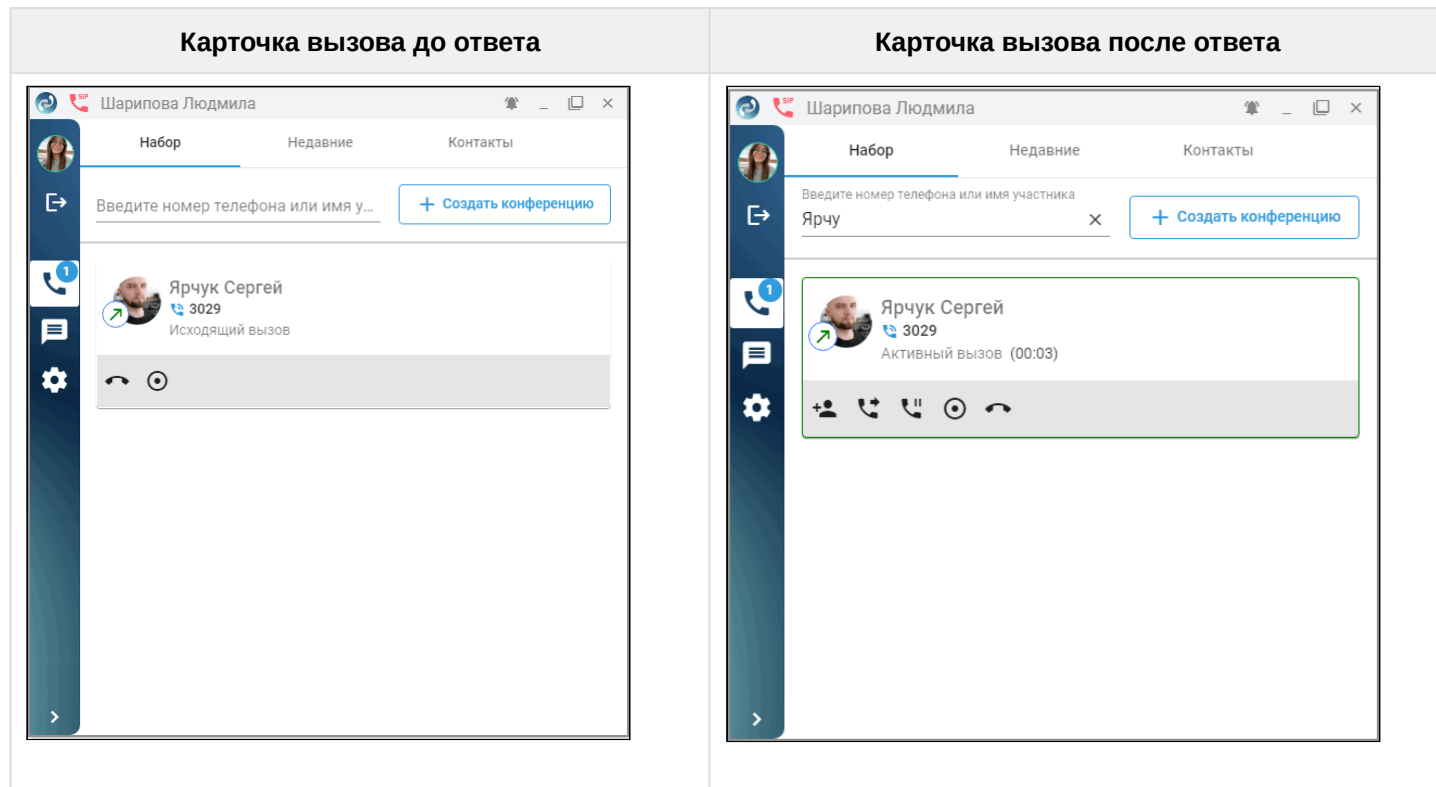 Карточка вызова до ответа
Карточка вызова после ответа
SIP
Шарипова Людмила
Набор
Недавние
Контакты
Введите номер телефона или имя у...
+ Создать конференцию
1
Ярчук Сергей
3029
Исходящий вызов
SIP
Шарипова Людмила
Набор
Недавние
Контакты
Введите номер телефона или имя участника
Ярчу
+ Создать конференцию
1
Ярчук Сергей
3029
Активный вызов (00:03)